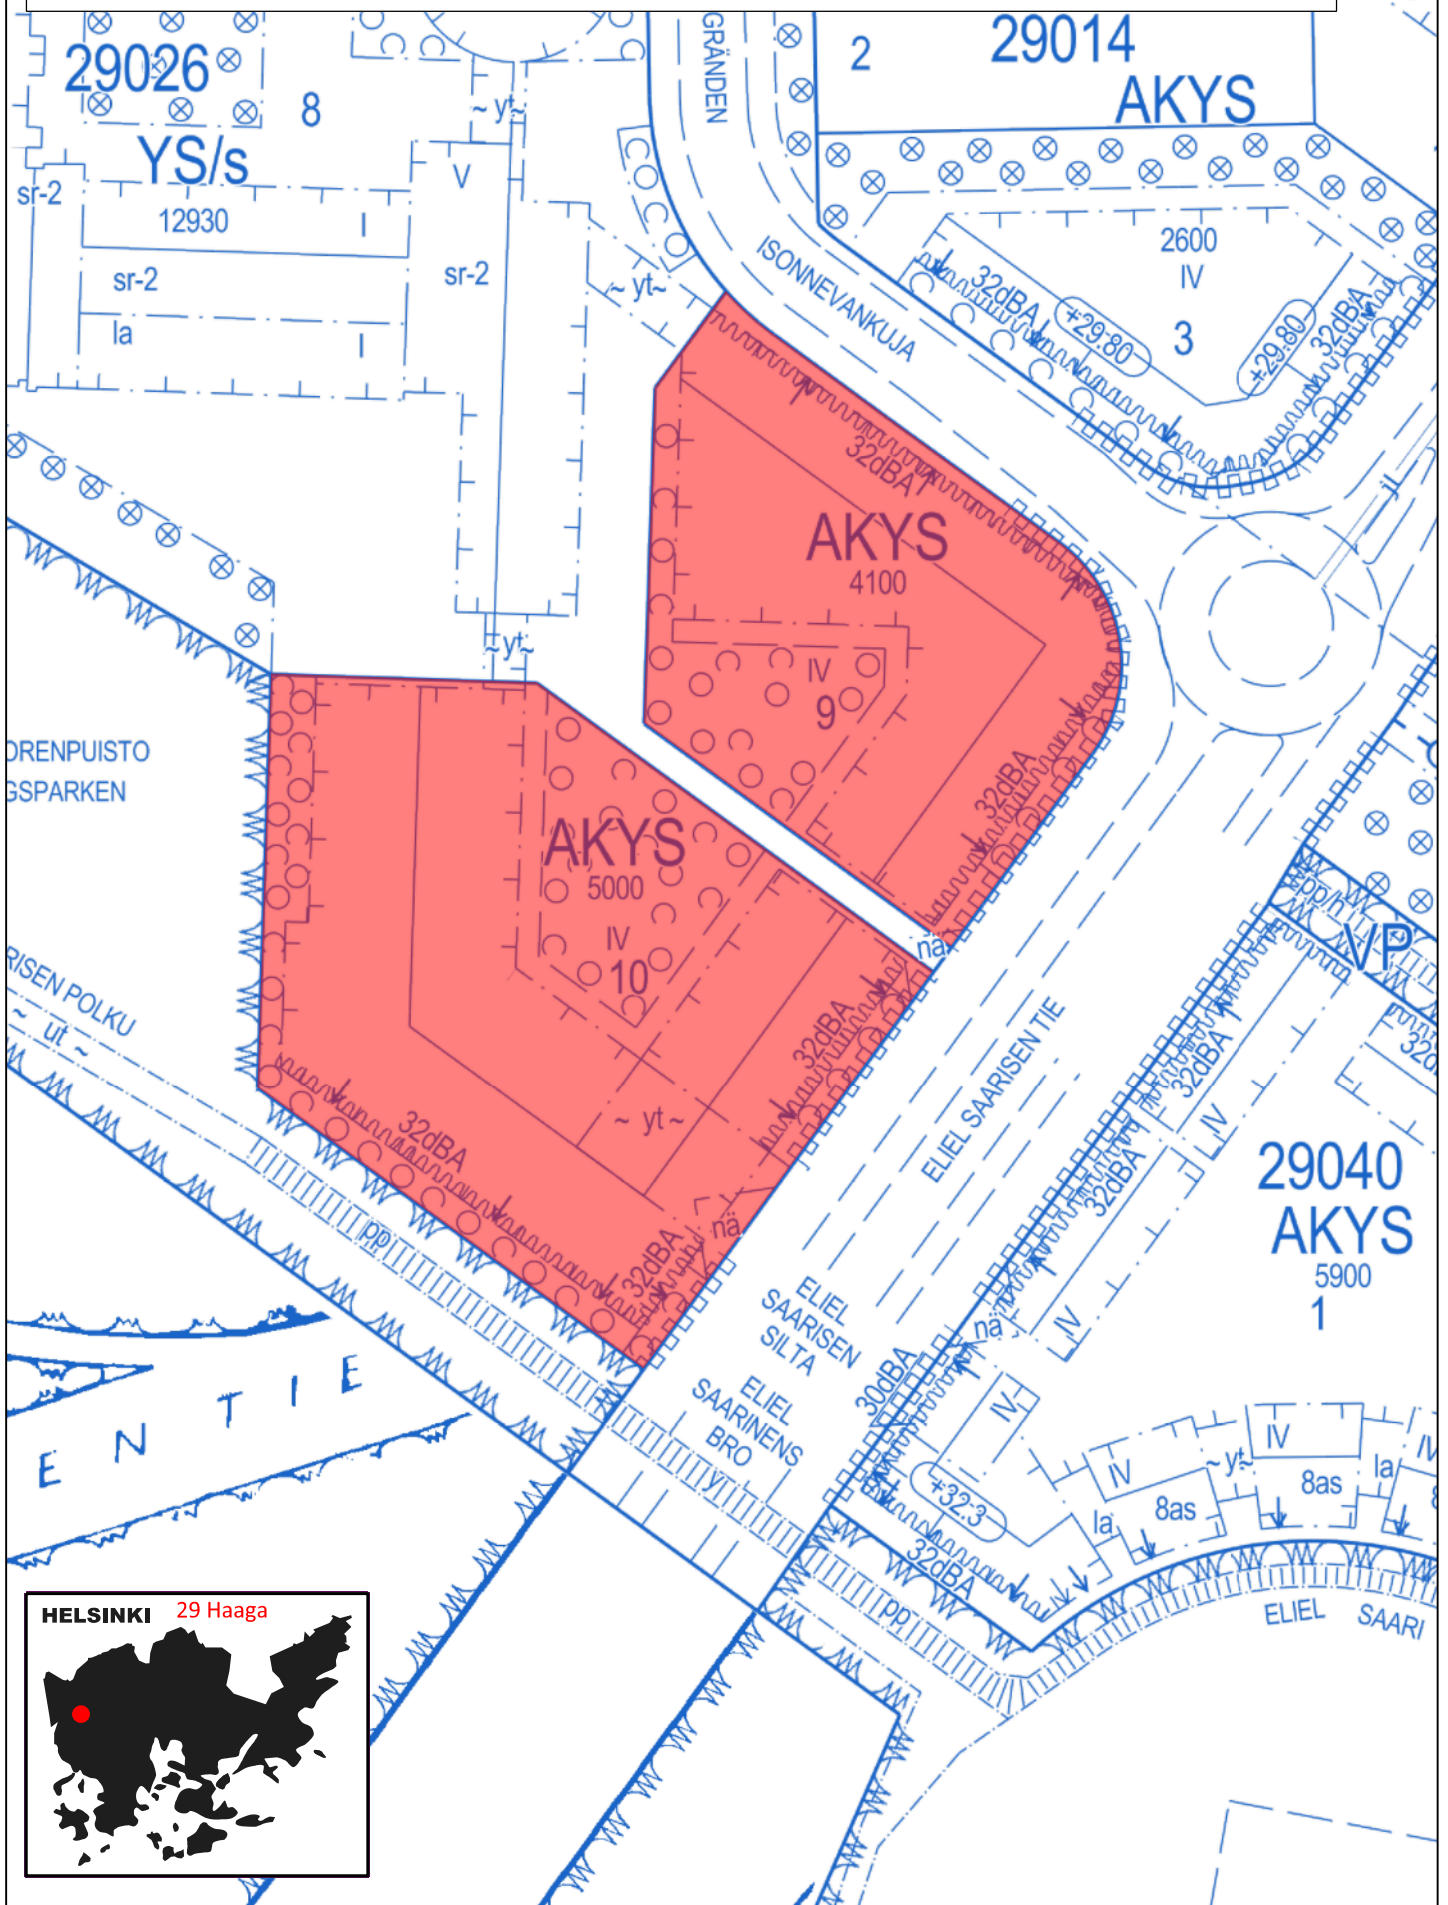 29026
8
YS/s
sr-2
12930
I
sr-2
la
I
~ yt ~
V
sr-2
~ yt ~
~ yt ~
GRÄNDEN
2
29014
AKYS
ISONNEVANKUJA
2600
IV
3
32dBA
+29.80
+29.80
32dBA
jl
32dBA
AKYS
4100
IV
9
32dBA
nä
AKYS
5000
IV
10
32dBA
~ yt ~
32dBA
nä
32dBA
ORENPUISTO
GSPARKEN
RISEN POLKU
~ ut ~
pp
ELIEL SAARISEN TIE
ELIEL
SAARISEN
SILTA
ELIEL
SAARINENS
BRO
y
pp/h
VP
32dBA
IV
32dBA
29040
AKYS
5900
1
nä
IV
30dBA
IV
+32.3
32dBA
IV
la
8as
~ yt ~
IV
8as
la
IV
pp
ELIEL SAARI
EN TIE
HELSINKI
29 Haaga